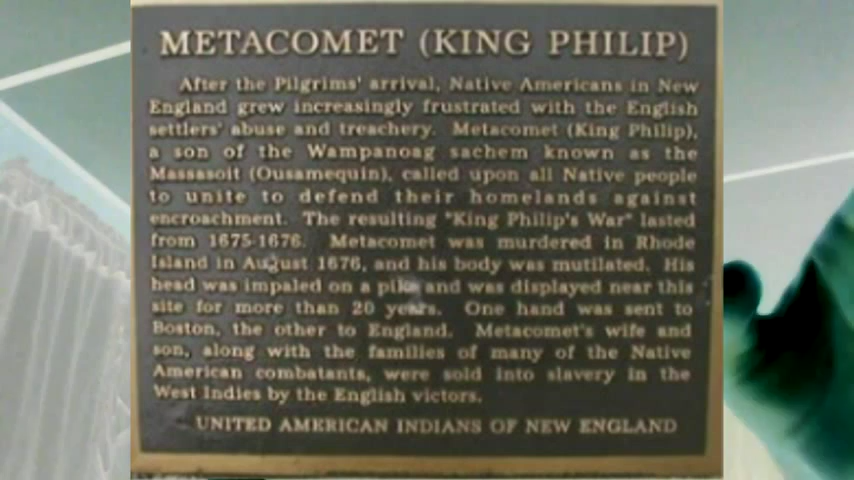 METACOMET (KING PHILIP)
After the Pilgrims' arrival, Native Americans in New
England grew increasingly frustrated with the English
settlers' abuse and treachery. Metacomet (King Philip),
a son of the Wampanoag sachem known as the
Massasoit (Ousamequin), called upon all Native people
to unite to defend their homelands against
encroachment. The resulting "King Philip's War" lasted
from 1675-1676. Metacomet was murdered in Rhode
Island in August 1676, and his body was mutilated. His
head was impaled on a pike and was displayed near this
site for more than 20 years. One hand was sent to
Boston, the other to England. Metacomet's wife and
son, along with the families of many of the Native
American combatants, were sold into slavery in the
West Indies by the English victors.
UNITED AMERICAN INDIANS OF NEW ENGLAND